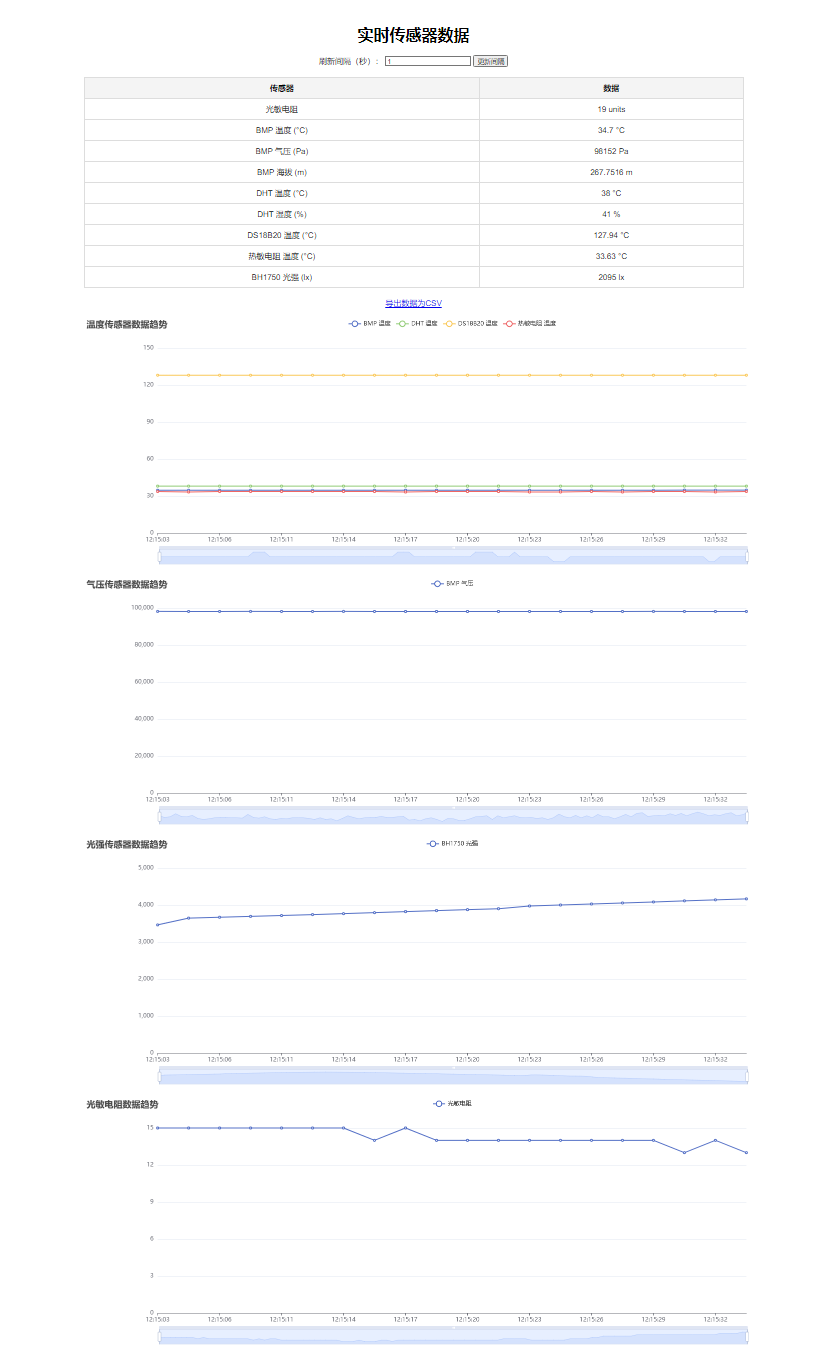 实时传感器数据
刷新间隔（秒）： 1 更新间隔
传感器 数据
光敏电阻 19 units
BMP 温度 (°C) 34.7 °C
BMP 气压 (Pa) 98152 Pa
BMP 海拔 (m) 267.7516 m
DHT 温度 (°C) 38 °C
DHT 湿度 (%) 41 %
DS18B20 温度 (°C) 127.94 °C
热敏电阻 温度 (°C) 33.63 °C
BH1750 光强 (lx) 2095 lx
导出数据为CSV
温度传感器数据趋势 BMP 温度 DHT 温度 DS18B20 温度 热敏电阻 温度
150
120
90
60
30
0
12:15:03 12:15:06 12:15:11 12:15:14 12:15:17 12:15:20 12:15:23 12:15:26 12:15:29 12:15:32
气压传感器数据趋势 BMP 气压
100,000
80,000
60,000
40,000
20,000
0
12:15:03 12:15:06 12:15:11 12:15:14 12:15:17 12:15:20 12:15:23 12:15:26 12:15:29 12:15:32
光强传感器数据趋势 BH1750 光强
5,000
4,000
3,000
2,000
1,000
0
12:15:03 12:15:06 12:15:11 12:15:14 12:15:17 12:15:20 12:15:23 12:15:26 12:15:29 12:15:32
光敏电阻数据趋势 光敏电阻
15
12
9
6
3
0
12:15:03 12:15:06 12:15:11 12:15:14 12:15:17 12:15:20 12:15:23 12:15:26 12:15:29 12:15:32